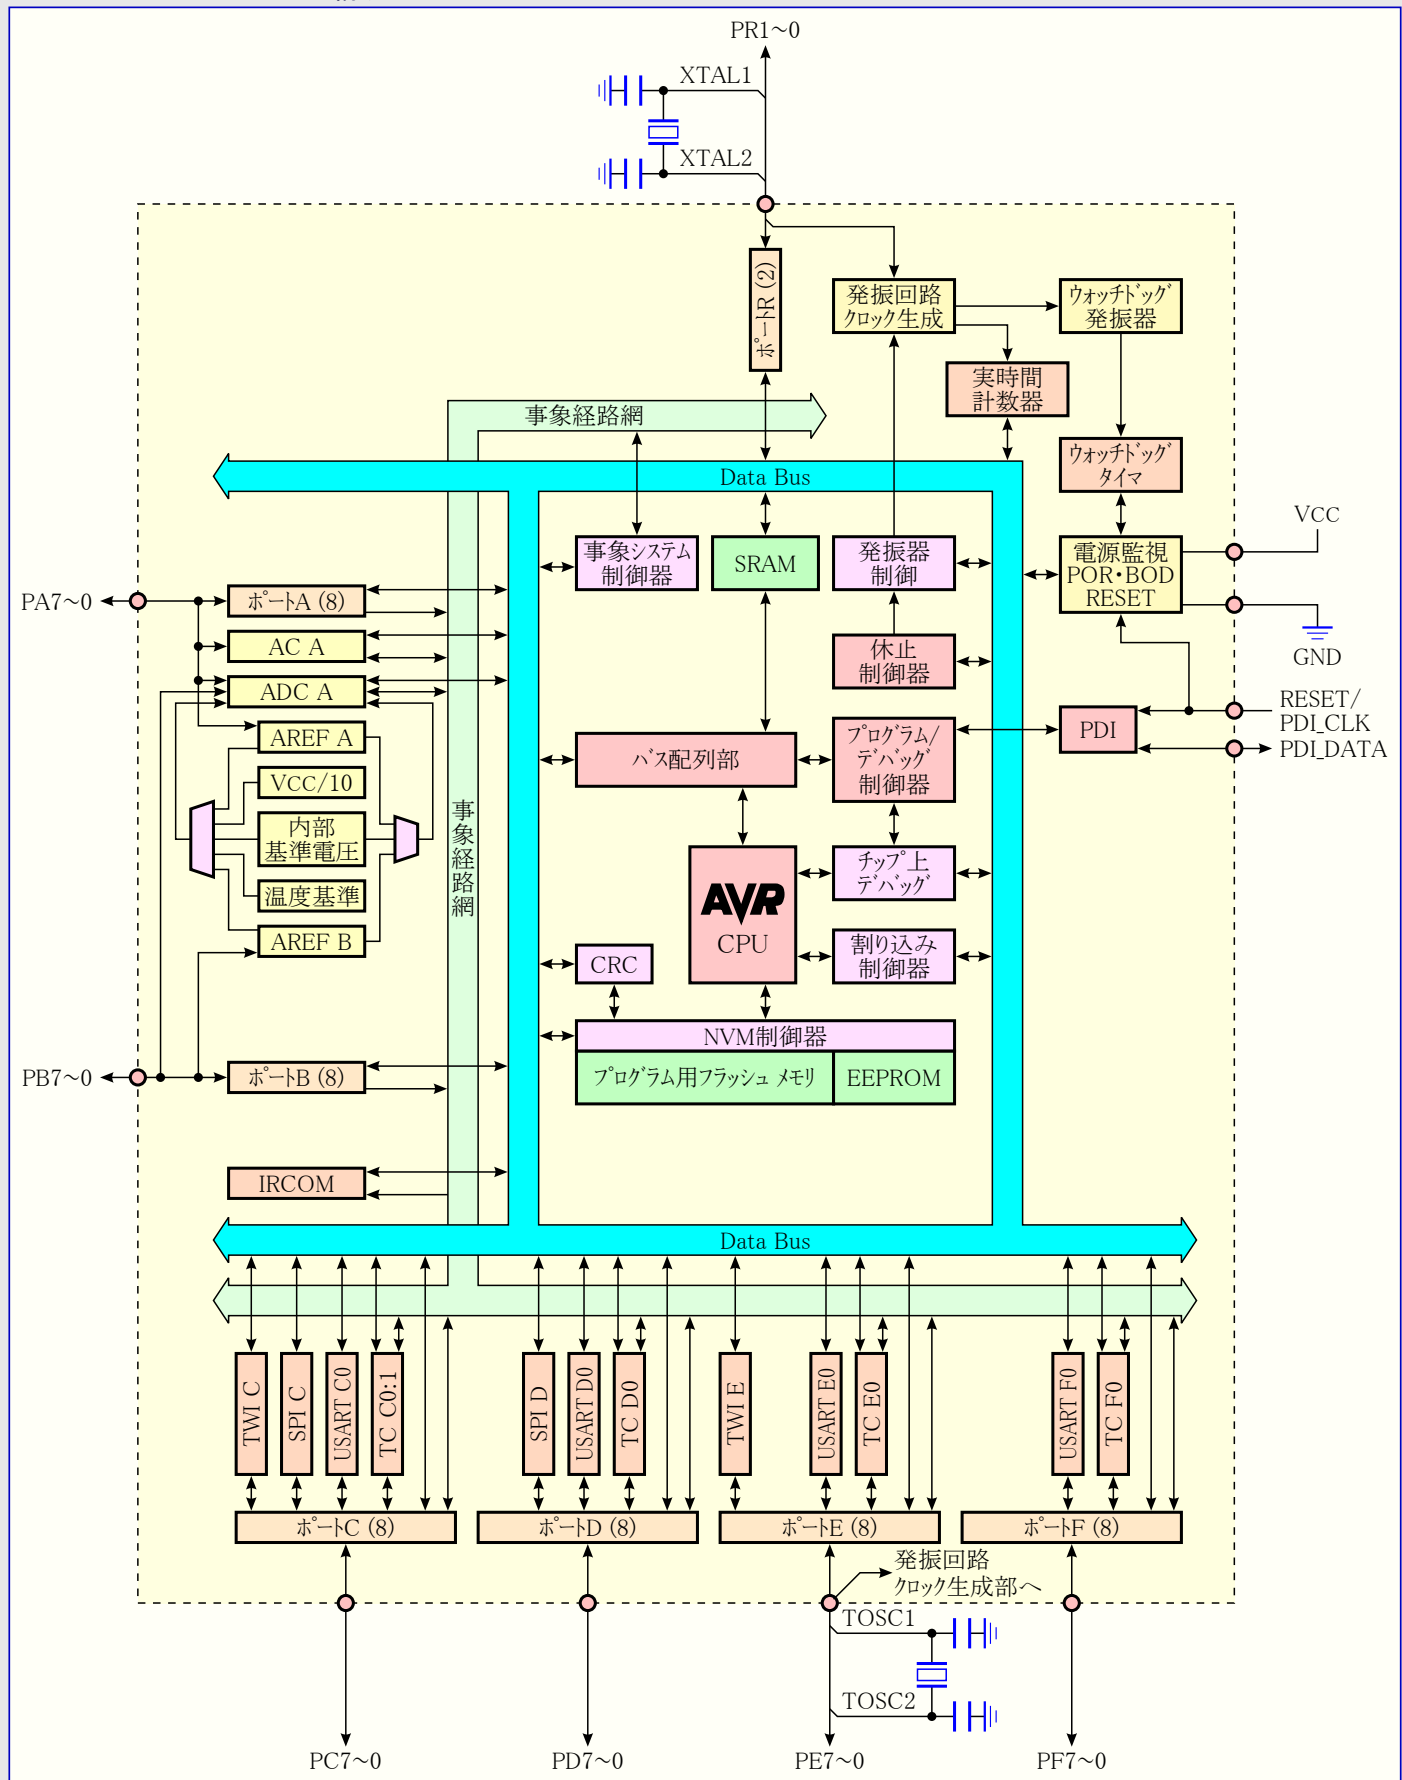 PR1～0
XTAL1
XTAL2
ポートR (2)
発振回路
クロック生成
ウォッチドッグ
発振器
実時間
計数器
事象経路網
ウォッチドッグ
タイマ
Data Bus
VCC
事象システム
制御器
SRAM
発振器
制御
電源監視
POR・BOD
RESET
PA7～0
ポートA (8)
GND
AC A
休止
制御器
ADC A
RESET/
PDI_CLK
PDI_DATA
AREF A
バス配列部
プログラム/
デバッグ
制御器
PDI
VCC/10
事象経路網
内部
基準電圧
チップ上
デバッグ
温度基準
AVR
CPU
AREF B
割り込み
制御器
CRC
NVM制御器
PB7～0
ポートB (8)
プログラム用フラッシュ メモリ
EEPROM
IRCOM
Data Bus
TWI C
SPI C
USART C0
TC C0:1
SPI D
USART D0
TC D0
TWI E
USART E0
TC E0
USART F0
TC F0
ポートC (8)
ポートD (8)
ポートE (8)
ポートF (8)
発振回路
クロック生成部へ
TOSC1
TOSC2
PC7～0
PD7～0
PE7～0
PF7～0